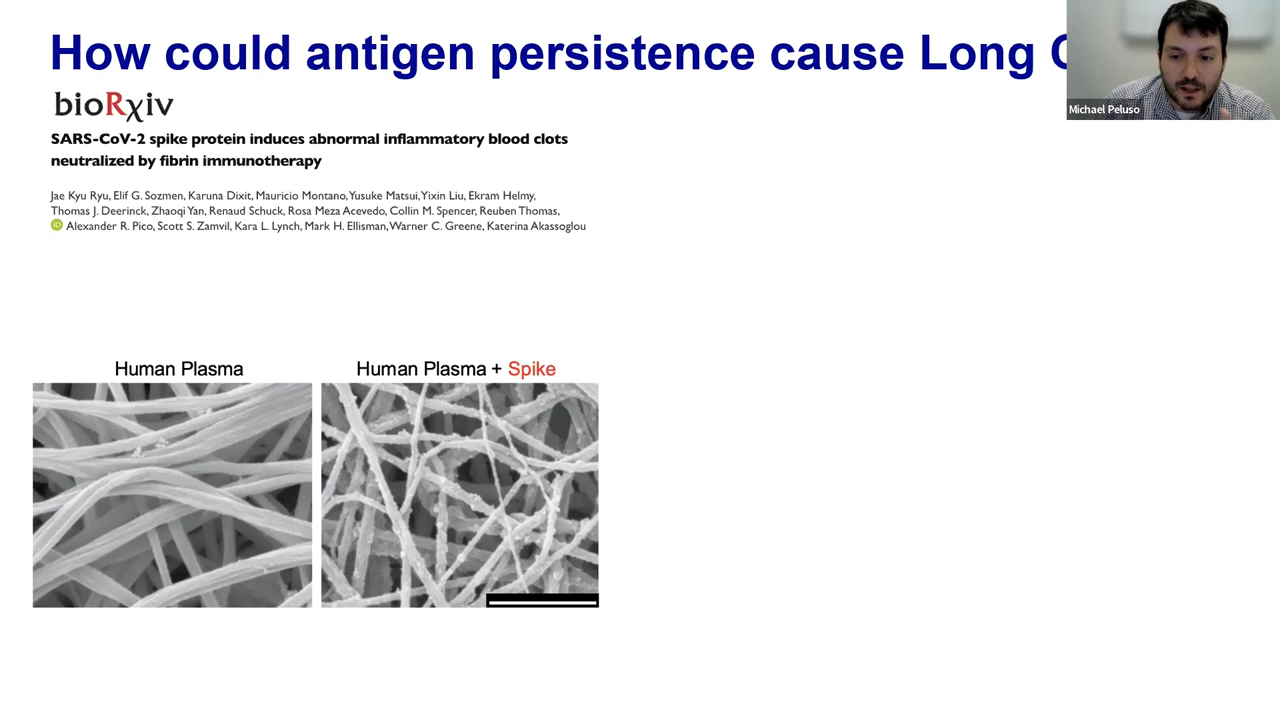 How could antigen persistence cause Long
Michael Peluso
bioRχiv
SARS-CoV-2 spike protein induces abnormal inflammatory blood clots
neutralized by fibrin immunotherapy
Jae Kyu Ryu, Elif G. Sozmen, Karuna Dixit, Mauricio Montano, Yusuke Matsui, Yixin Liu, Ekram Helmy,
Thomas J. Deerinck, Zhaoqi Yan, Renaud Schuck, Rosa Meza Acevedo, Collin M. Spencer, Reuben Thomas,
iD Alexander R. Pico, Scott S. Zamvil, Kara L. Lynch, Mark H. Ellisman, Warner C. Greene, Katerina Akassoglou
Human Plasma
Human Plasma + Spike